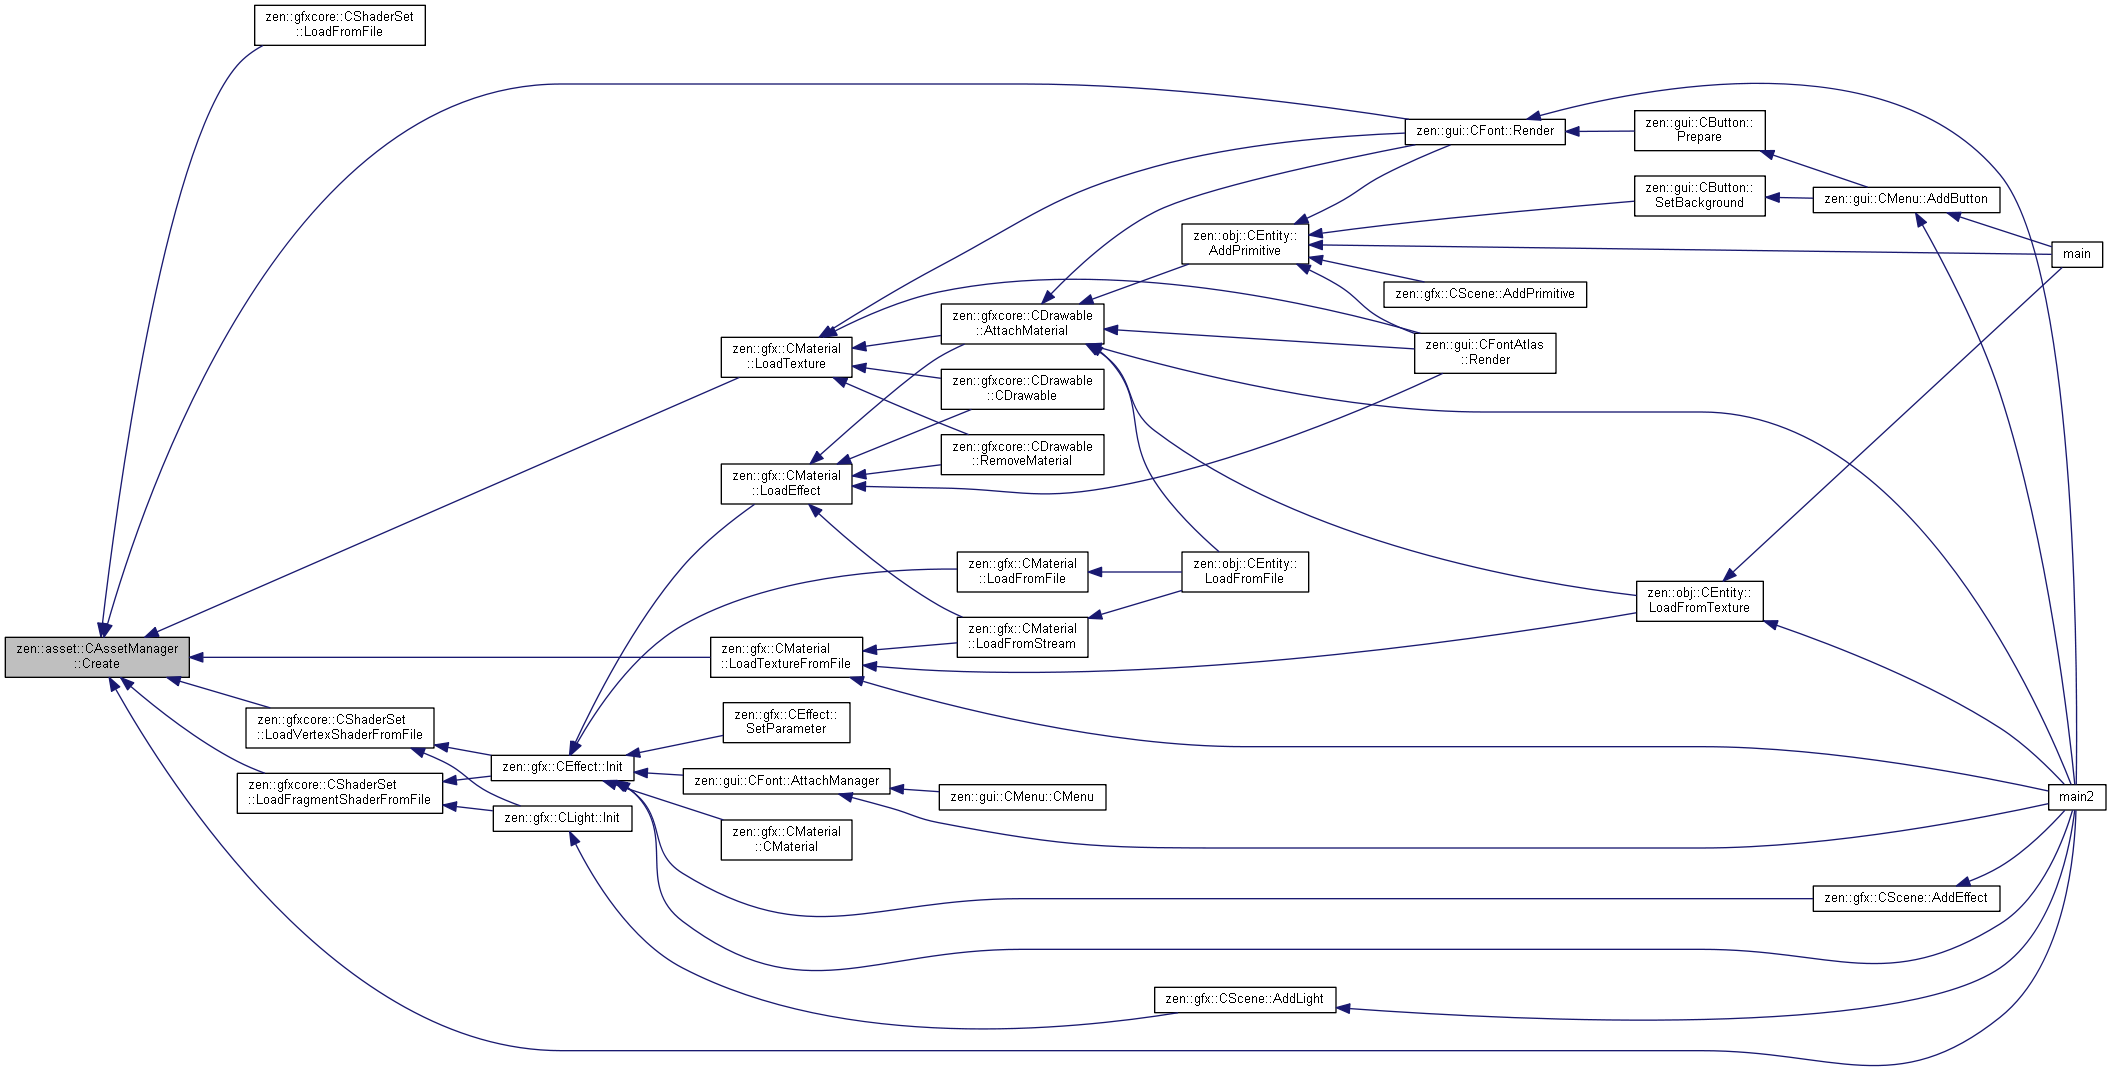 zen::gfxcore::CShaderSet
::LoadFromFile
zen::gui::CFont::Render
zen::gui::CButton::
Prepare
zen::gui::CButton::
SetBackground
zen::gui::CMenu::AddButton
zen::obj::CEntity::
AddPrimitive
main
zen::gfx::CScene::AddPrimitive
zen::gfxcore::CDrawable
::AttachMaterial
zen::gui::CFontAtlas
::Render
zen::gfx::CMaterial
::LoadTexture
zen::gfxcore::CDrawable
::CDrawable
zen::gfxcore::CDrawable
::RemoveMaterial
zen::gfx::CMaterial
::LoadEffect
zen::gfx::CMaterial
::LoadFromFile
zen::obj::CEntity::
LoadFromFile
zen::obj::CEntity::
LoadFromTexture
zen::gfx::CMaterial
::LoadFromStream
zen::asset::CAssetManager
::Create
zen::gfx::CMaterial
::LoadTextureFromFile
zen::gfxcore::CShaderSet
::LoadVertexShaderFromFile
zen::gfx::CEffect::
SetParameter
zen::gfx::CEffect::Init
zen::gui::CFont::AttachManager
zen::gfxcore::CShaderSet
::LoadFragmentShaderFromFile
zen::gui::CMenu::CMenu
main2
zen::gfx::CLight::Init
zen::gfx::CMaterial
::CMaterial
zen::gfx::CScene::AddEffect
zen::gfx::CScene::AddLight